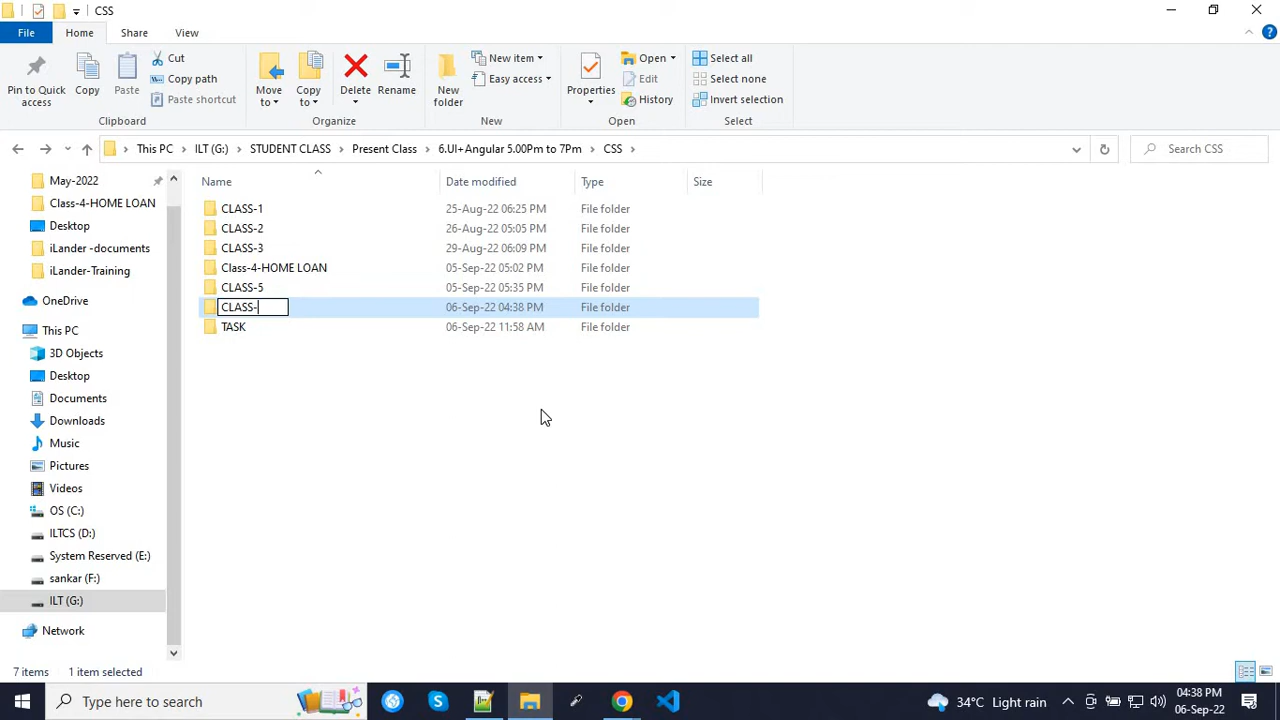 CSS
File Home Share View
Pin to Quick access
Copy
Paste
Cut
Copy path
Paste shortcut
Move to
Copy to
Delete
Rename
New folder
New item
Easy access
Properties
Open
Edit
History
Select all
Select none
Invert selection
Clipboard Organize New Open Select
This PC ILT (G:) STUDENT CLASS Present Class 6.UI+Angular 5.00Pm to 7Pm CSS
Search CSS
May-2022
Class-4-HOME LOAN
Desktop
iLander -documents
iLander-Training
OneDrive
This PC
3D Objects
Desktop
Documents
Downloads
Music
Pictures
Videos
OS (C:)
ILTCS (D:)
System Reserved (E:)
sankar (F:)
ILT (G:)
Network
Name Date modified Type Size
CLASS-1 25-Aug-22 06:25 PM File folder
CLASS-2 26-Aug-22 05:05 PM File folder
CLASS-3 29-Aug-22 06:09 PM File folder
Class-4-HOME LOAN 05-Sep-22 05:02 PM File folder
CLASS-5 05-Sep-22 05:35 PM File folder
CLASS- 06-Sep-22 04:38 PM File folder
TASK 06-Sep-22 11:58 AM File folder
7 items 1 item selected
Type here to search
34°C Light rain
04:38 PM
06-Sep-22